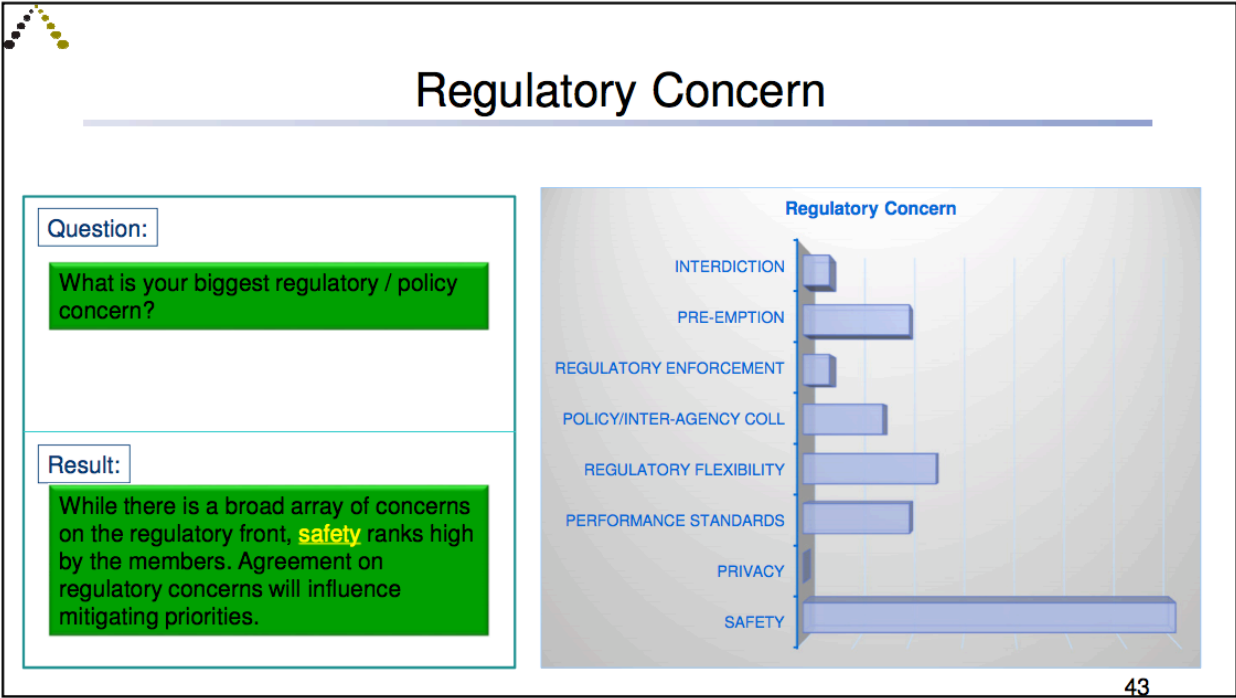 Regulatory Concern
Question:
What is your biggest regulatory / policy
concern?
Result:
While there is a broad array of concerns
on the regulatory front, safety ranks high
by the members. Agreement on
regulatory concerns will influence
mitigating priorities.
Regulatory Concern
INTERDICTION
PRE-EMPTION
REGULATORY ENFORCEMENT
POLICY/INTER-AGENCY COLL
REGULATORY FLEXIBILITY
PERFORMANCE STANDARDS
PRIVACY
SAFETY
43